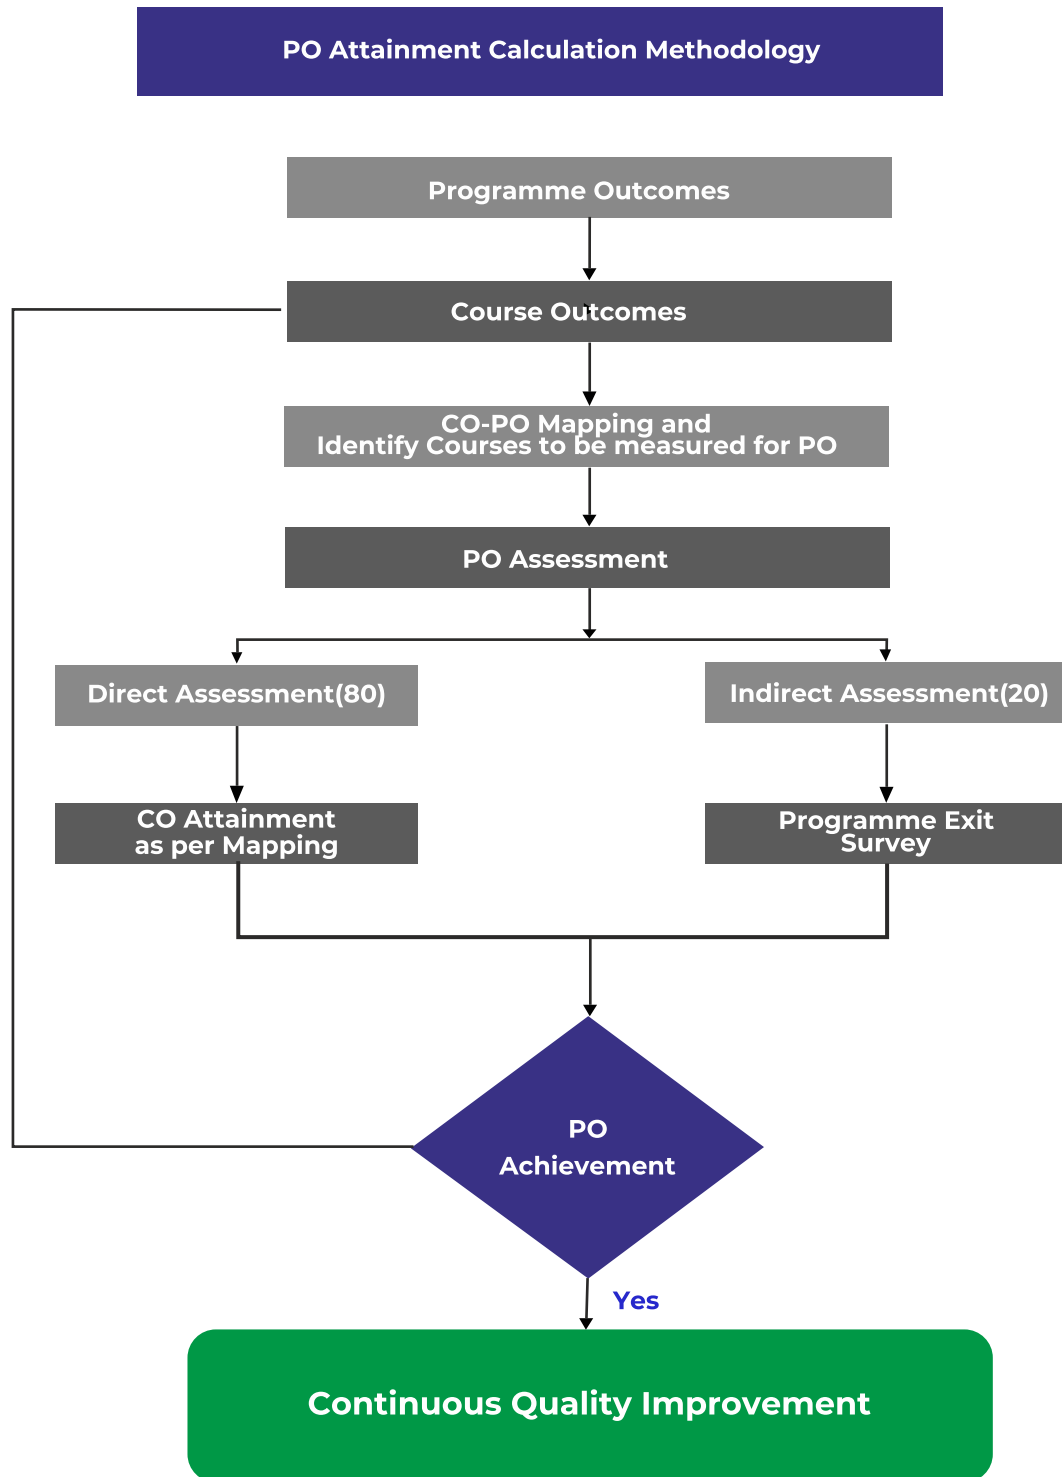 PO Attainment Calculation Methodology
Programme Outcomes
Course Outcomes
CO-PO Mapping and
Identify Courses to be measured for PO
PO Assessment
Direct Assessment(80)
Indirect Assessment(20)
CO Attainment
as per Mapping
Programme Exit
Survey
PO
Achievement
Yes
Continuous Quality Improvement